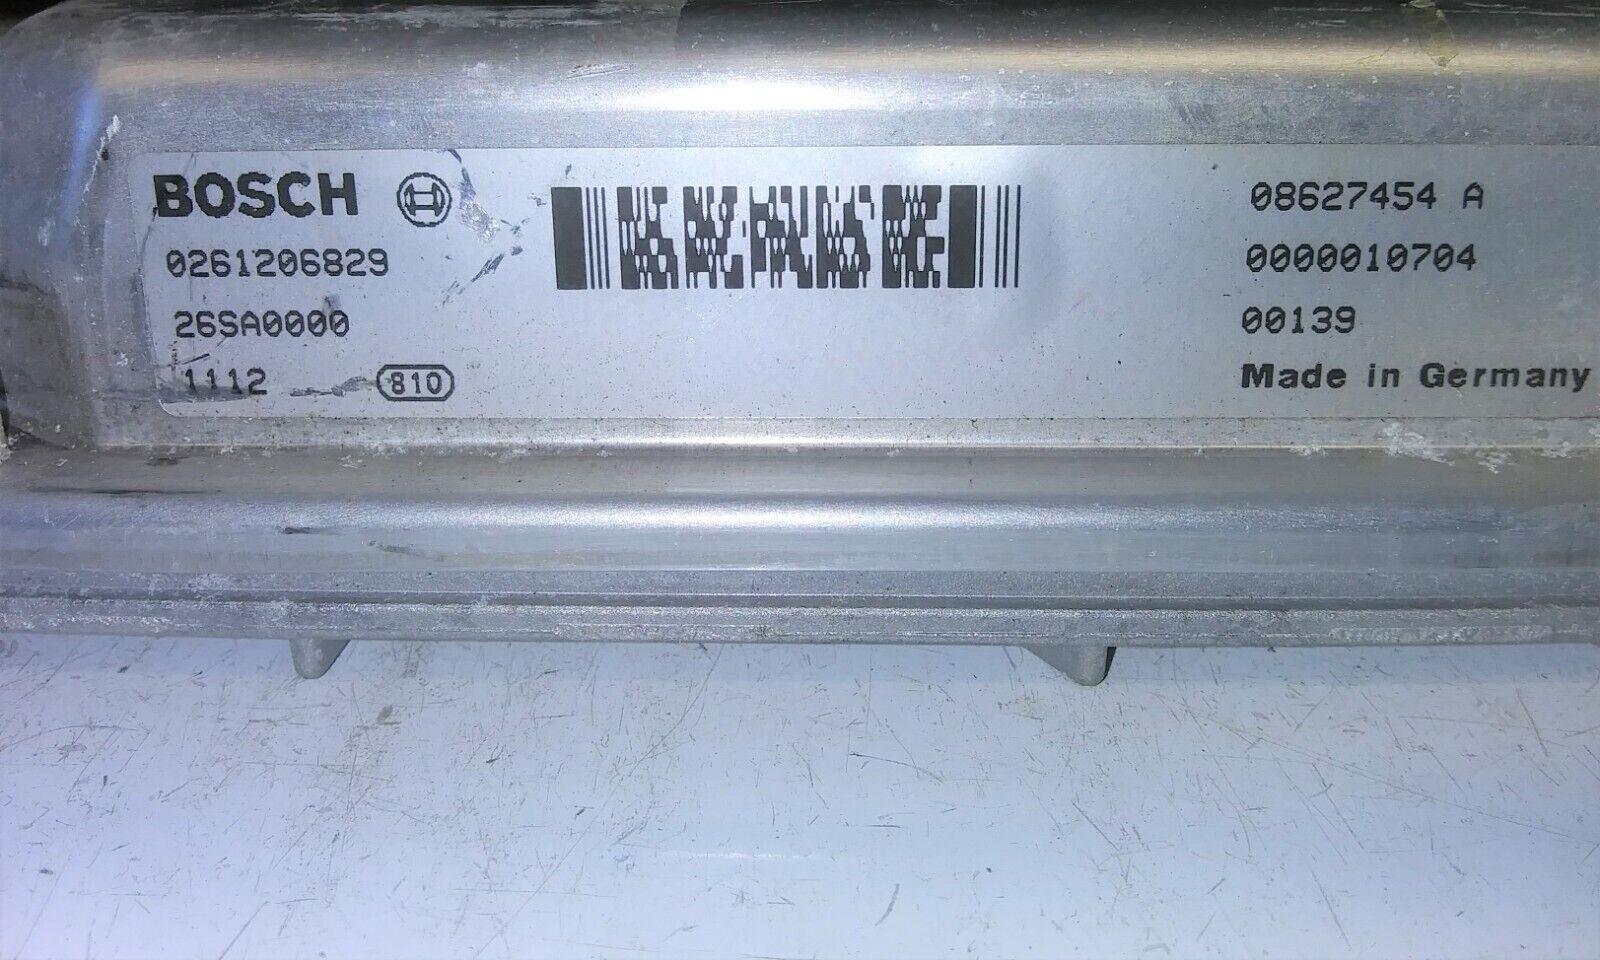 BOSCH
0261206829
26SA0000
1112 810
08627454 A
0000010704
00139
Made in Germany